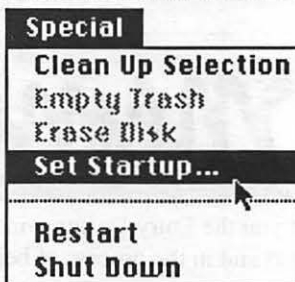 Special
Clean Up Selection
Empty Trash
Erase Disk
Set Startup...
Restart
Shut Down